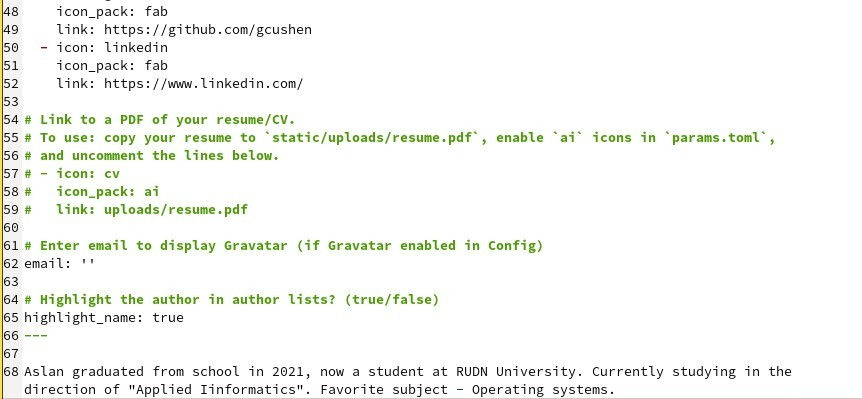 48     icon_pack: fab
49     link: https://github.com/gcushen
50   - icon: linkedin
51     icon_pack: fab
52     link: https://www.linkedin.com/
53
54 # Link to a PDF of your resume/CV.
55 # To use: copy your resume to `static/uploads/resume.pdf`, enable `ai` icons in `params.toml`,
56 # and uncomment the lines below.
57 # - icon: cv
58 #   icon_pack: ai
59 #   link: uploads/resume.pdf
60
61 # Enter email to display Gravatar (if Gravatar enabled in Config)
62 email: ''
63
64 # Highlight the author in author lists? (true/false)
65 highlight_name: true
66 ---
67
68 Aslan graduated from school in 2021, now a student at RUDN University. Currently studying in the
direction of "Applied Iinformatics". Favorite subject - Operating systems.